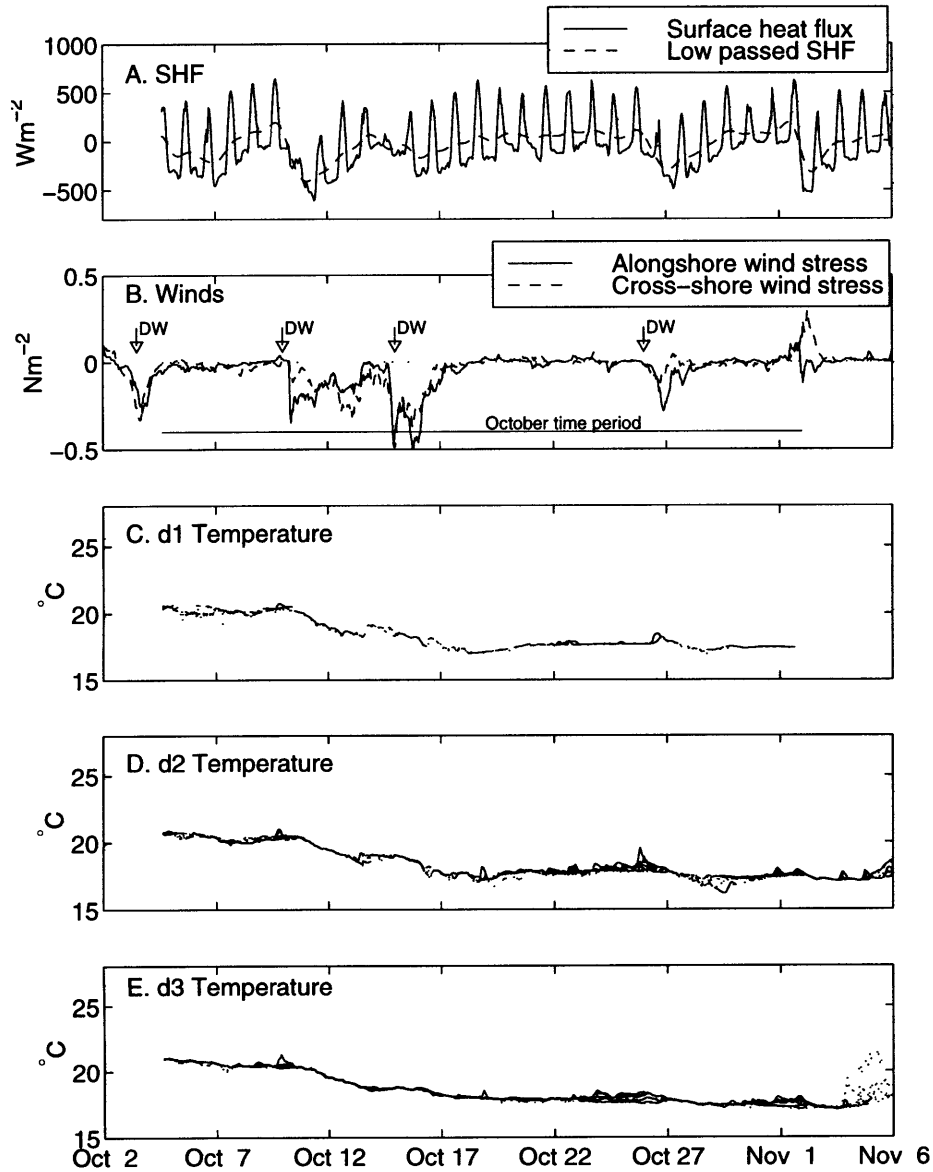 Surface heat flux
Low passed SHF
1000
500
0
−500
Wm⁻²
A. SHF
Alongshore wind stress
Cross−shore wind stress
0.5
0
−0.5
Nm⁻²
B. Winds
DW
DW
DW
DW
October time period
C. d1 Temperature
25
20
15
°C
D. d2 Temperature
25
20
15
°C
E. d3 Temperature
25
20
15
°C
Oct 2 Oct 7 Oct 12 Oct 17 Oct 22 Oct 27 Nov 1 Nov 6